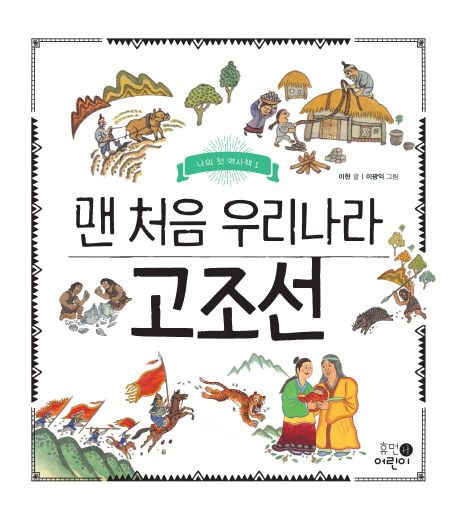 나의 첫 역사책 1
이현 글 | 이광익 그림
맨 처음 우리나라
고조선
휴먼
어린이